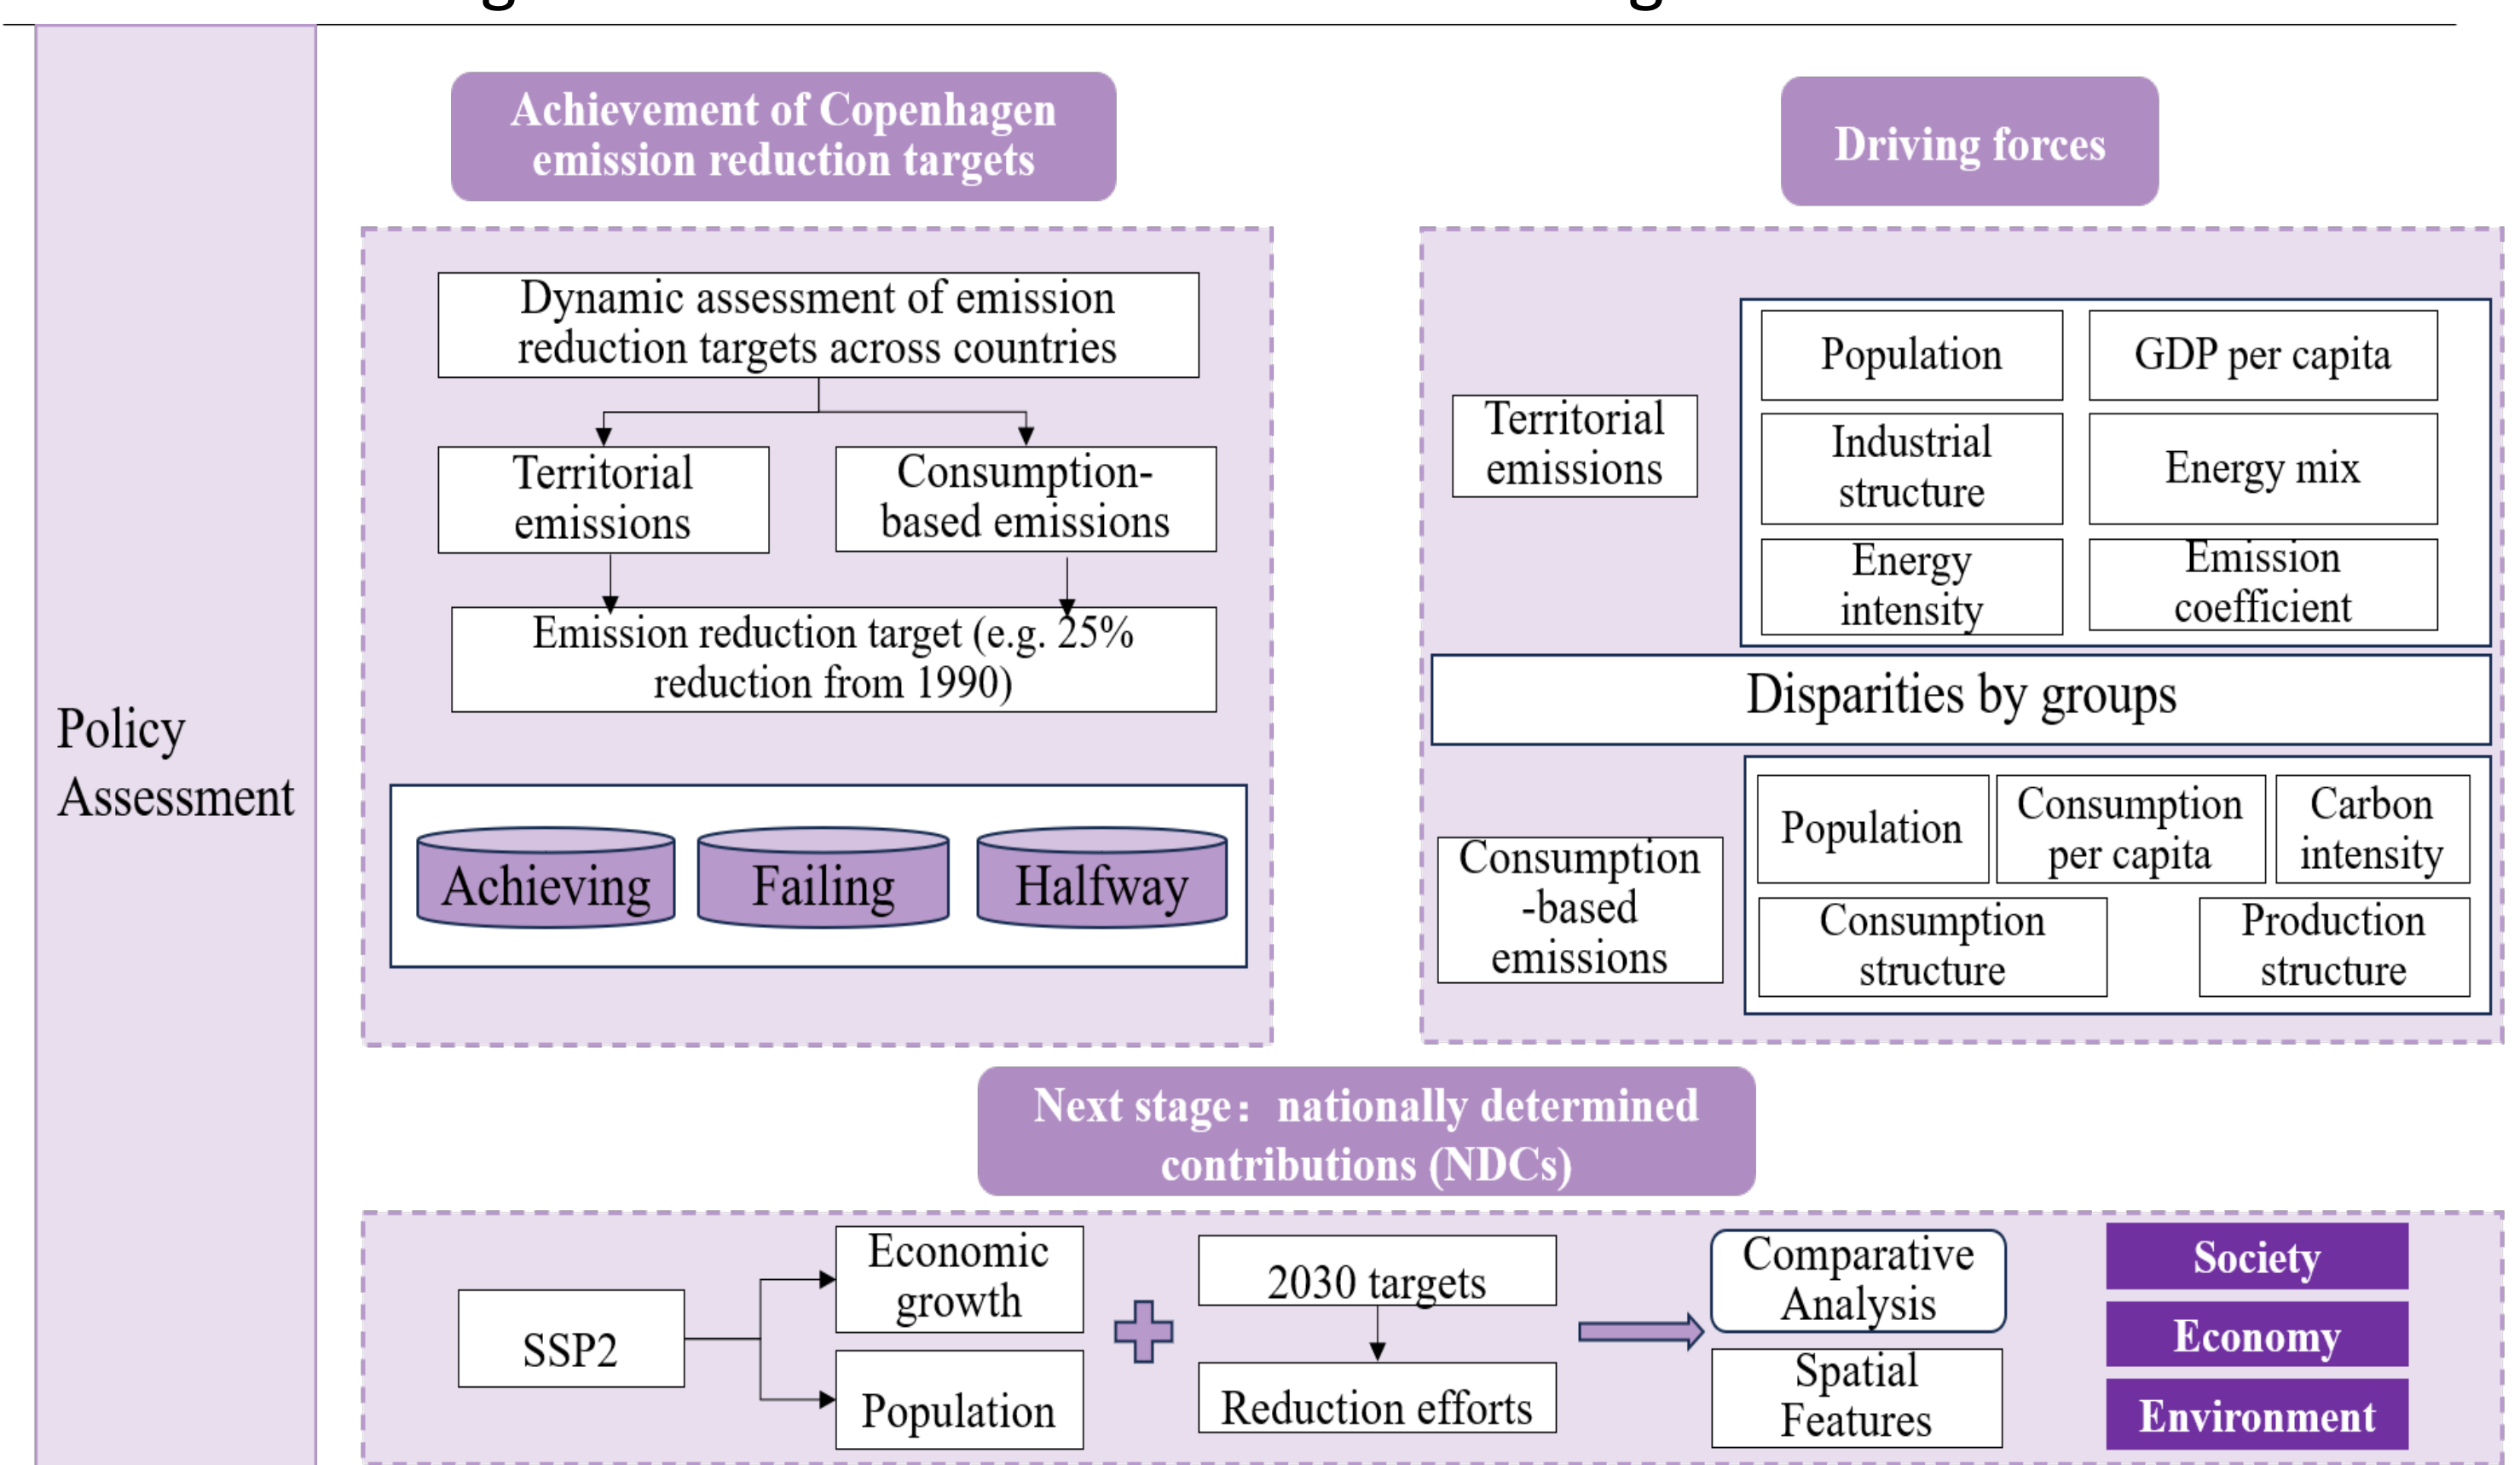 Policy
Assessment
Achievement of Copenhagen
emission reduction targets
Dynamic assessment of emission
reduction targets across countries
Territorial
emissions
Consumption-
based emissions
Emission reduction target (e.g. 25%
reduction from 1990)
Achieving
Failing
Halfway
Driving forces
Territorial
emissions
Population
GDP per capita
Industrial
structure
Energy mix
Energy
intensity
Emission
coefficient
Disparities by groups
Consumption
-based
emissions
Population
Consumption
per capita
Carbon
intensity
Consumption
structure
Production
structure
Next stage：nationally determined
contributions (NDCs)
SSP2
Economic
growth
Population
2030 targets
Reduction efforts
Comparative
Analysis
Spatial
Features
Society
Economy
Environment